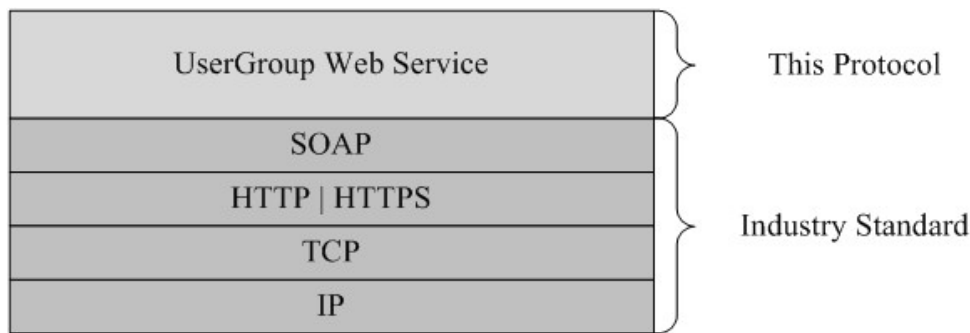 UserGroup Web Service
This Protocol
SOAP
HTTP | HTTPS
Industry Standard
TCP
IP